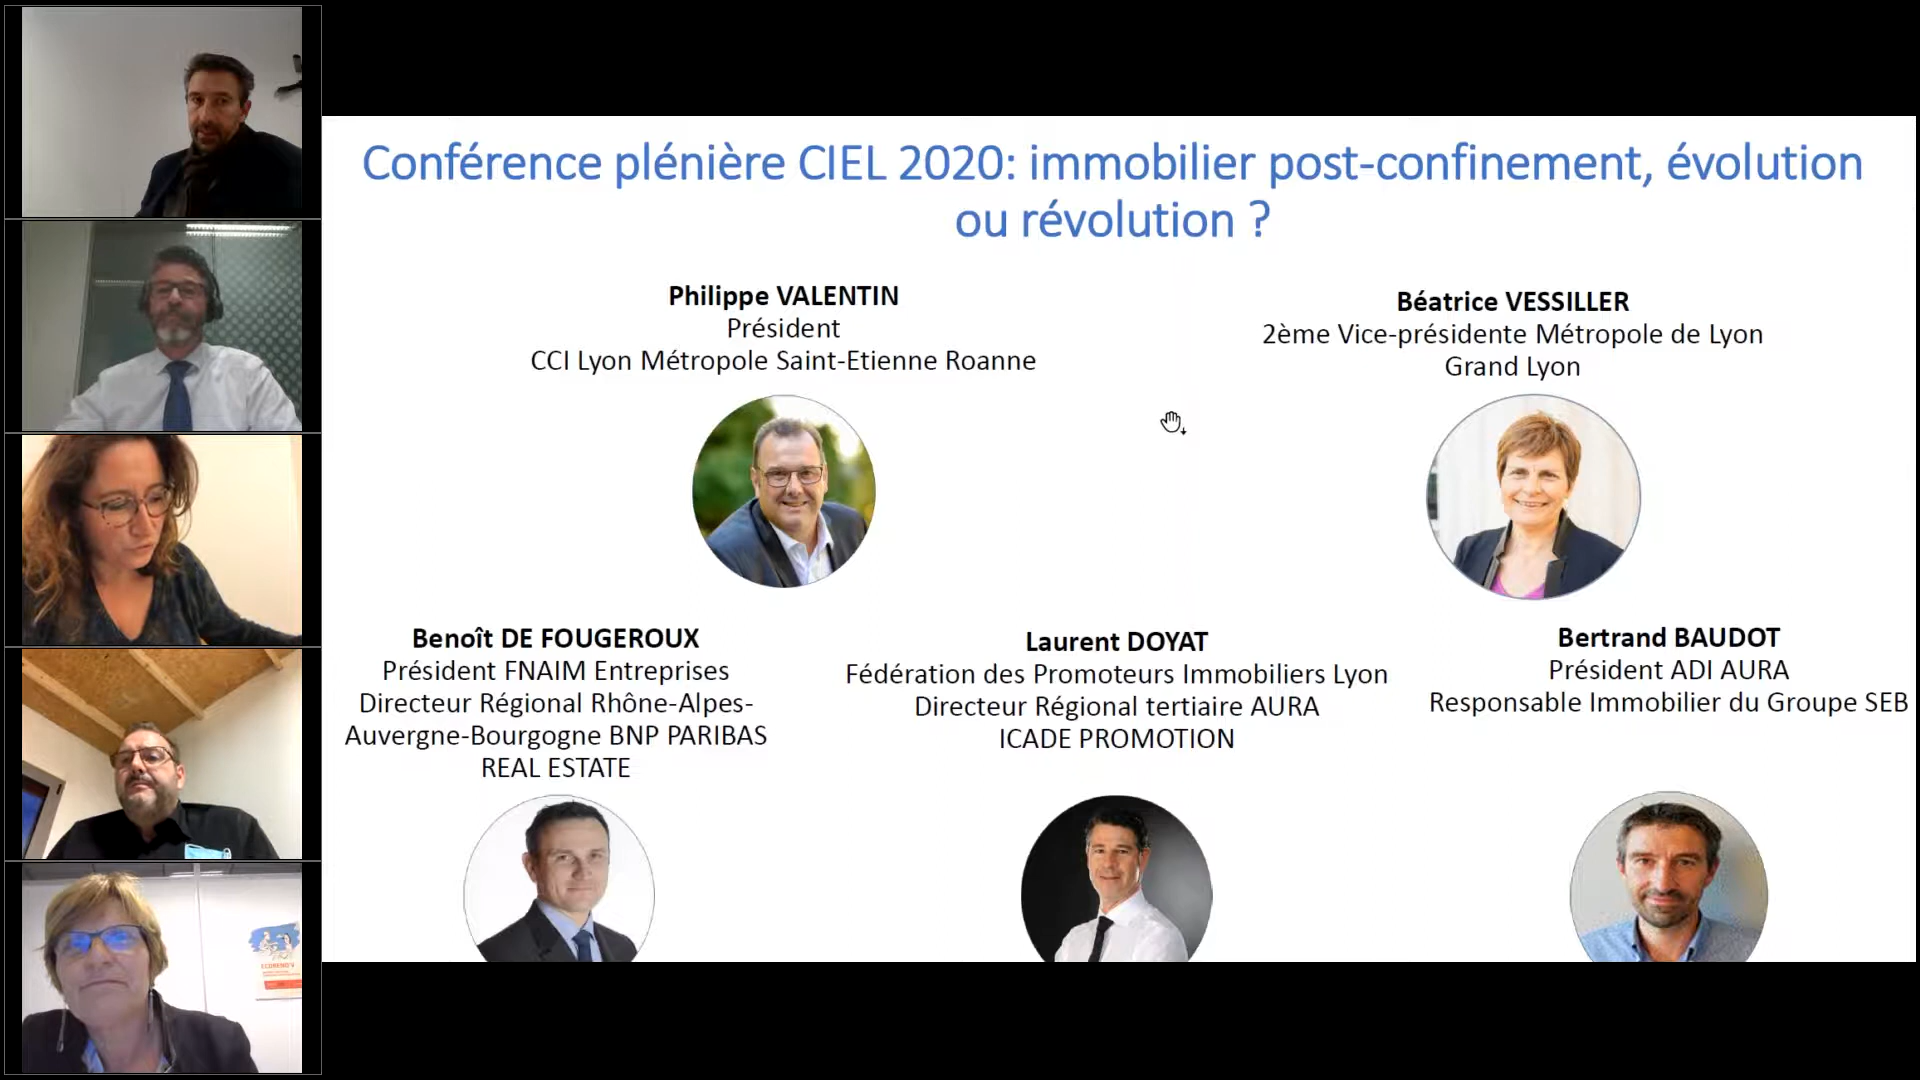 Conférence plénière CIEL 2020: immobilier post-confinement, évolution
ou révolution ?
Philippe VALENTIN
Président
CCI Lyon Métropole Saint-Etienne Roanne
Béatrice VESSILLER
2ème Vice-présidente Métropole de Lyon
Grand Lyon
Benoît DE FOUGEROUX
Président FNAIM Entreprises
Directeur Régional Rhône-Alpes-
Auvergne-Bourgogne BNP PARIBAS
REAL ESTATE
Laurent DOYAT
Fédération des Promoteurs Immobiliers Lyon
Directeur Régional tertiaire AURA
ICADE PROMOTION
Bertrand BAUDOT
Président ADI AURA
Responsable Immobilier du Groupe SEB